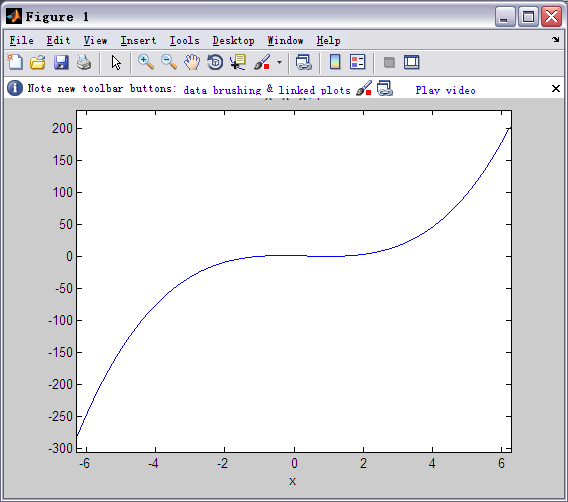 Figure 1
File Edit View Insert Tools Desktop Window Help
Note new toolbar buttons: data brushing & linked plots Play video
200
150
100
50
0
-50
-100
-150
-200
-250
-300
-6 -4 -2 0 2 4 6
x